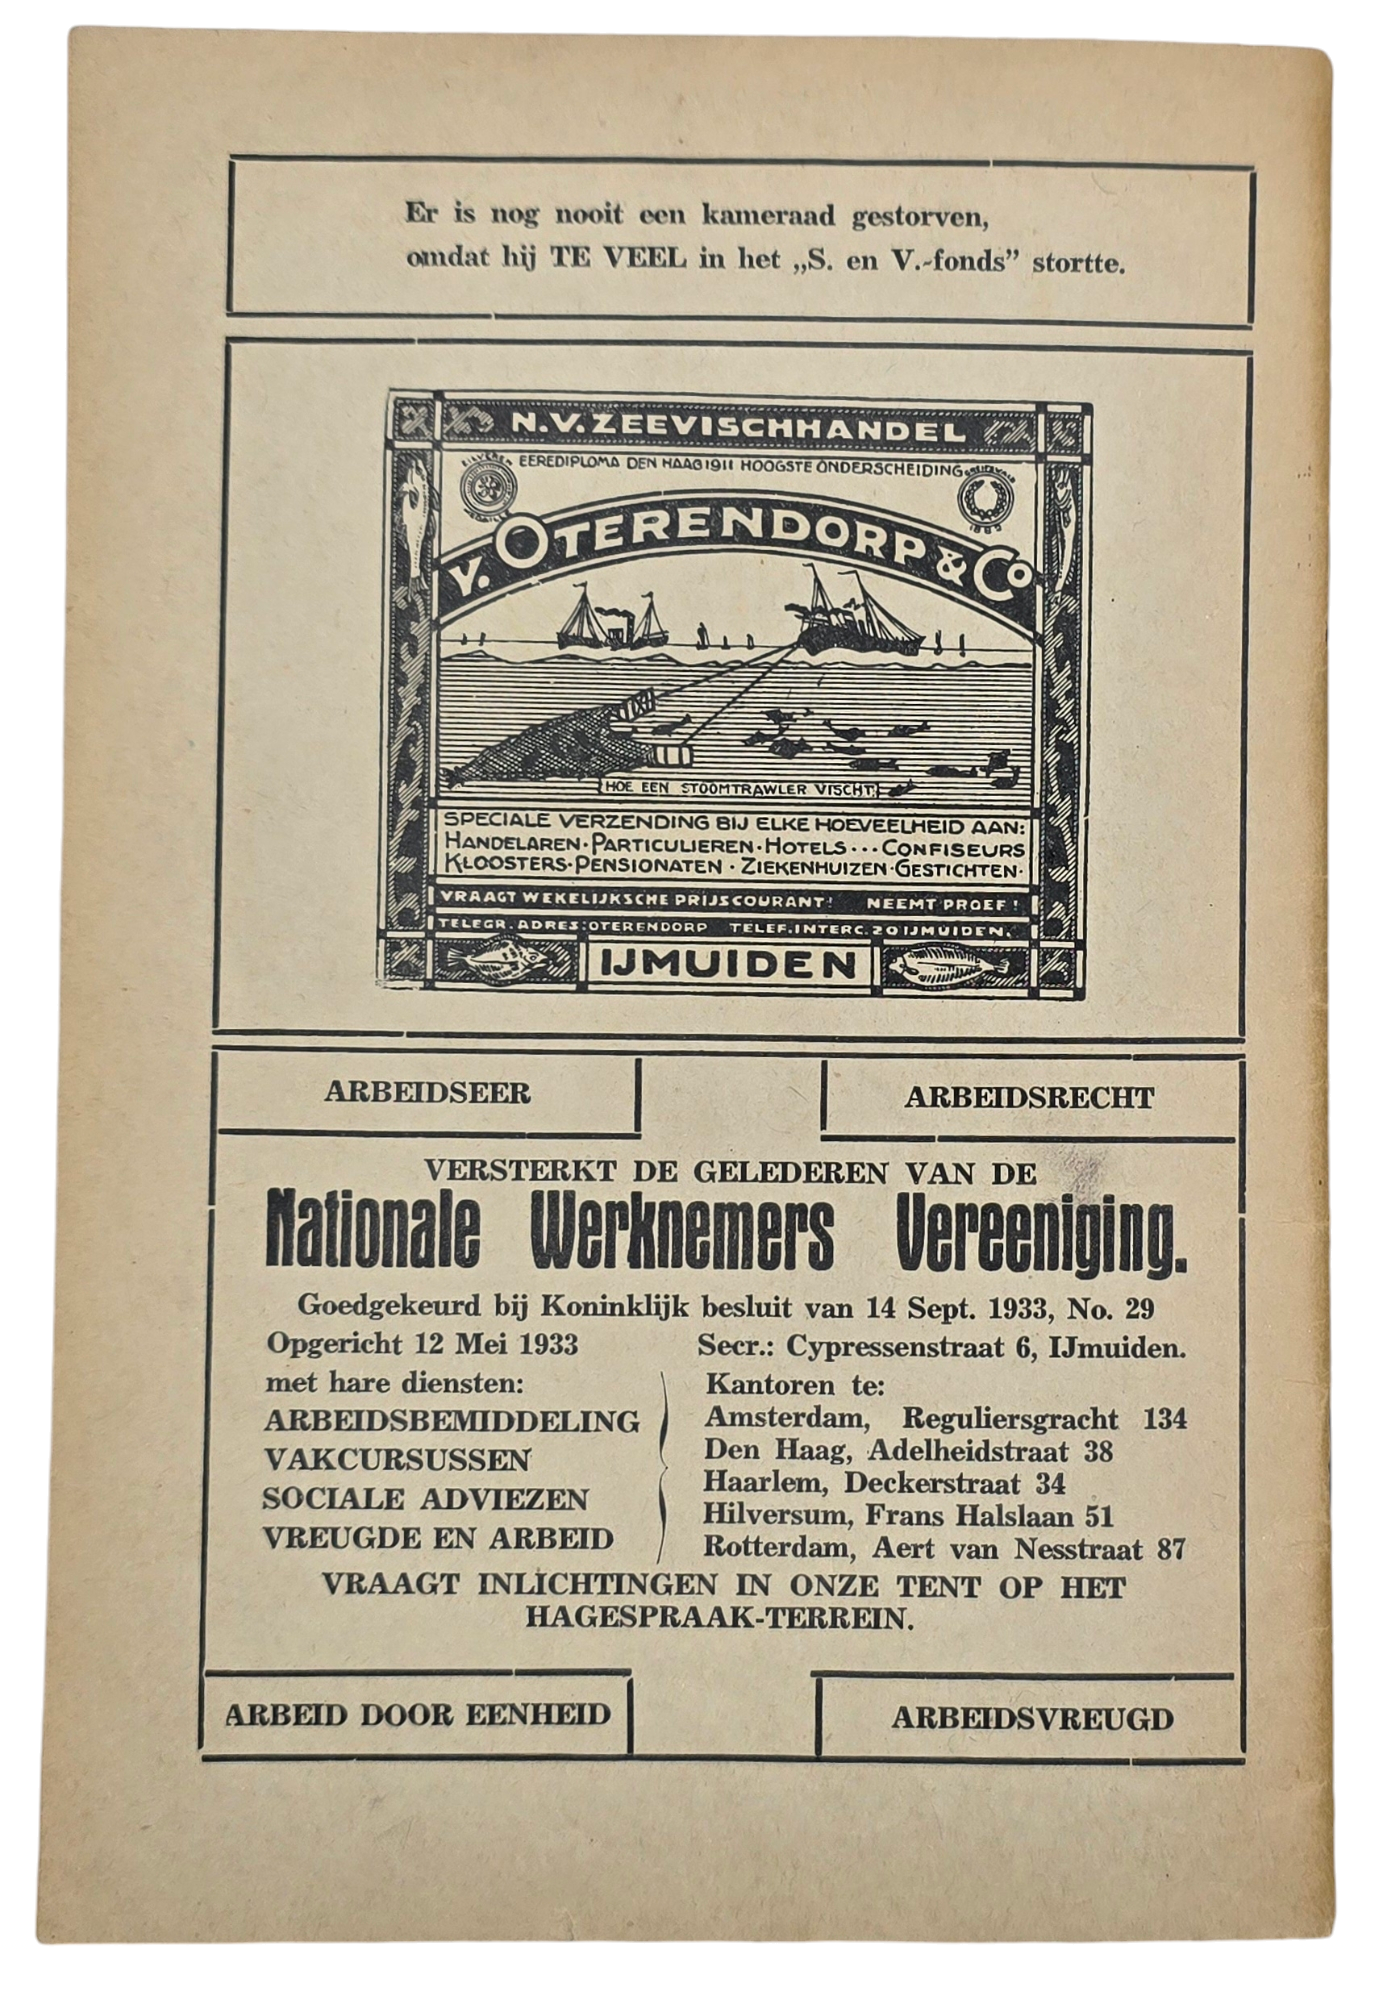 Er is nog nooit een kameraad gestorven,
omdat hij TE VEEL in het „S. en V.-fonds” stortte.
N.V. ZEEVISCHHANDEL
EEREDIPLOMA DEN HAAG 1911 HOOGSTE ONDERSCHEIDING
ZILVEREN
MEDAILLE
V. OTERENDORP & Co
HOE EEN STOOMTRAWLER VISCHT
SPECIALE VERZENDING BIJ ELKE HOEVEELHEID AAN:
HANDELAREN·PARTICULIEREN·HOTELS···CONFISEURS
KLOOSTERS·PENSIONATEN·ZIEKENHUIZEN·GESTICHTEN·
VRAAGT WEKELIJKSCHE PRIJSCOURANT! NEEMT PROEF!
TELEGR. ADRES: OTERENDORP TELEF. INTERC. 20 IJMUIDEN.
IJMUIDEN
ARBEIDSEER
ARBEIDSRECHT
VERSTERKT DE GELEDEREN VAN DE
Nationale Werknemers Vereeniging.
Goedgekeurd bij Koninklijk besluit van 14 Sept. 1933, No. 29
Opgericht 12 Mei 1933
Secr.: Cypressenstraat 6, IJmuiden.
met hare diensten:
ARBEIDSBEMIDDELING
VAKCURSUSSEN
SOCIALE ADVIEZEN
VREUGDE EN ARBEID
Kantoren te:
Amsterdam, Reguliersgracht 134
Den Haag, Adelheidstraat 38
Haarlem, Deckerstraat 34
Hilversum, Frans Halslaan 51
Rotterdam, Aert van Nesstraat 87
VRAAGT INLICHTINGEN IN ONZE TENT OP HET
HAGESPRAAK-TERREIN.
ARBEID DOOR EENHEID
ARBEIDSVREUGD